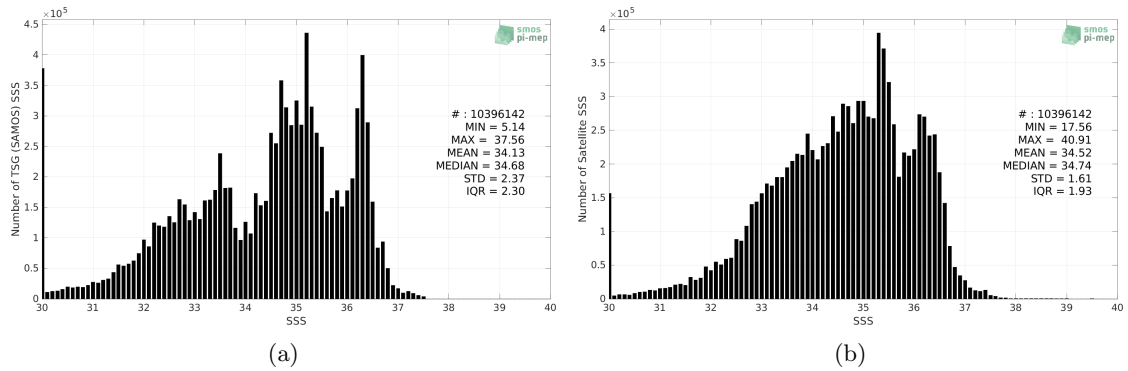 ×10⁵
4.5
4
3.5
3
2.5
2
1.5
1
0.5
0
30 31 32 33 34 35 36 37 38 39 40
SSS
Number of TSG (SAMOS) SSS
smos
pi-mep
# : 10396142
MIN = 5.14
MAX = 37.56
MEAN = 34.13
MEDIAN = 34.68
STD = 2.37
IQR = 2.30
(a)
×10⁵
4
3.5
3
2.5
2
1.5
1
0.5
0
30 31 32 33 34 35 36 37 38 39 40
SSS
Number of Satellite SSS
smos
pi-mep
# : 10396142
MIN = 17.56
MAX = 40.91
MEAN = 34.52
MEDIAN = 34.74
STD = 1.61
IQR = 1.93
(b)